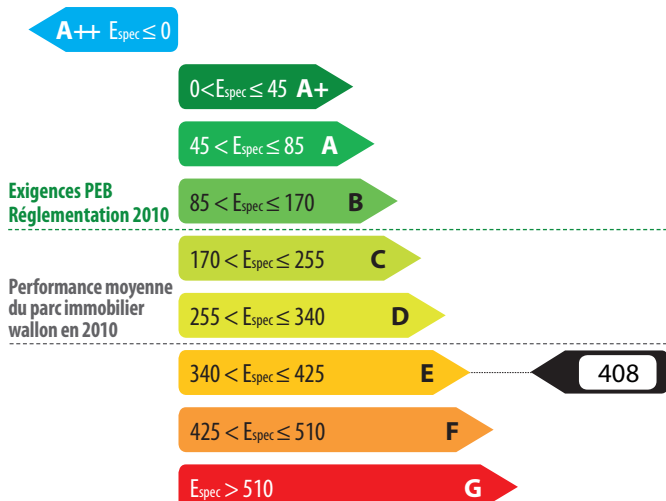 A++ Espec ≤ 0
0<Espec ≤ 45 A+
45 < Espec ≤ 85 A
Exigences PEB
Réglementation 2010
85 < Espec ≤ 170 B
170 < Espec ≤ 255 C
Performance moyenne
du parc immobilier
wallon en 2010
255 < Espec ≤ 340 D
340 < Espec ≤ 425 E
408
425 < Espec ≤ 510 F
Espec > 510 G